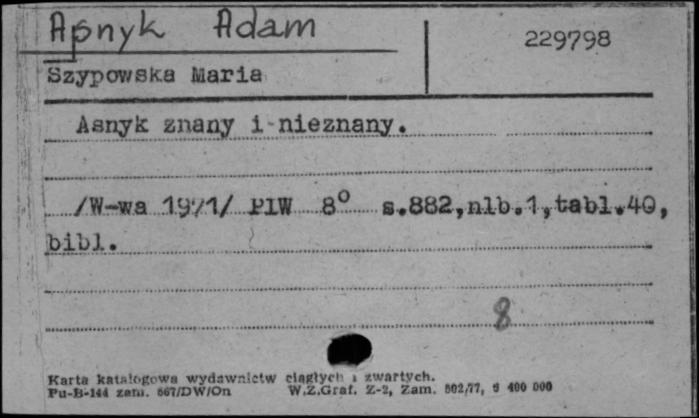 Asnyk Adam
229798
Szypowska Maria
Asnyk znany i nieznany.
/W-wa 1971/ PIW 8° s.882,nlb.1,tabl.40,
bibl.
8
Karta katalogowa wydawnictw ciągłych i zwartych.
Pu-B-144 zam. 667/DW/On W.Z.Graf. Z-2, Zam. 802/77, 400 000